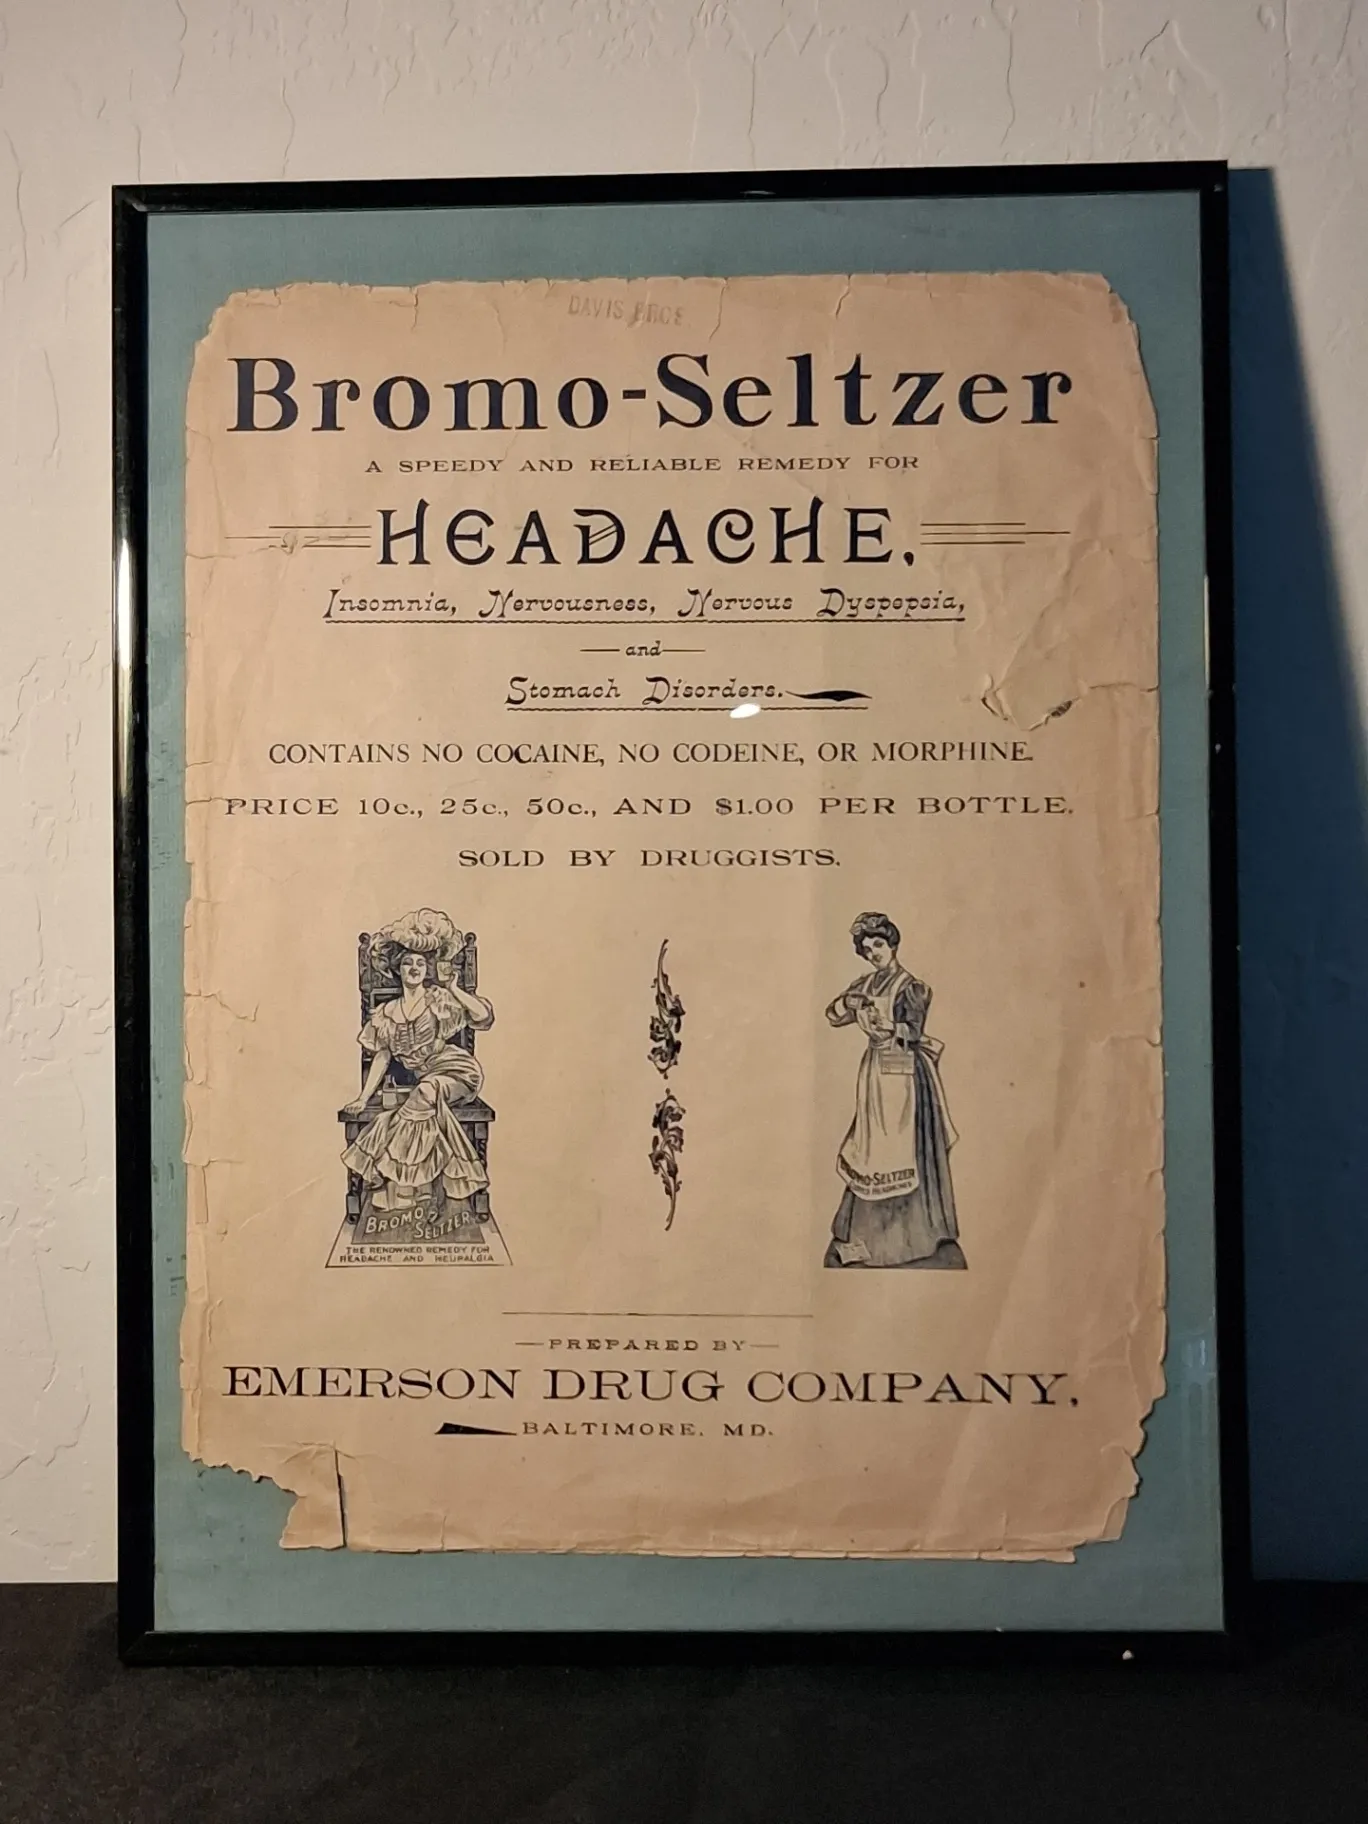 DAVIS BROS
Bromo-Seltzer
A SPEEDY AND RELIABLE REMEDY FOR
HEADACHE,
Insomnia, Nervousness, Nervous Dyspepsia,
and
Stomach Disorders.
CONTAINS NO COCAINE, NO CODEINE, OR MORPHINE.
PRICE 10c., 25c., 50c., AND $1.00 PER BOTTLE.
SOLD BY DRUGGISTS.
BROMO-
SELTZER
THE RENOWNED REMEDY FOR
HEADACHE AND NEURALGIA
BROMO-SELTZER
HEADACHES
—PREPARED BY—
EMERSON DRUG COMPANY,
BALTIMORE, MD.